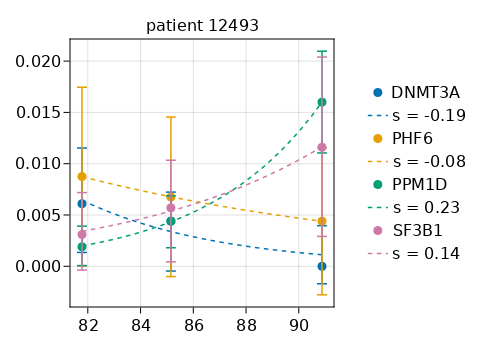 patient 12493
0.020
0.015
0.010
0.005
0.000
82 84 86 88 90
DNMT3A
s = -0.19
PHF6
s = -0.08
PPM1D
s = 0.23
SF3B1
s = 0.14